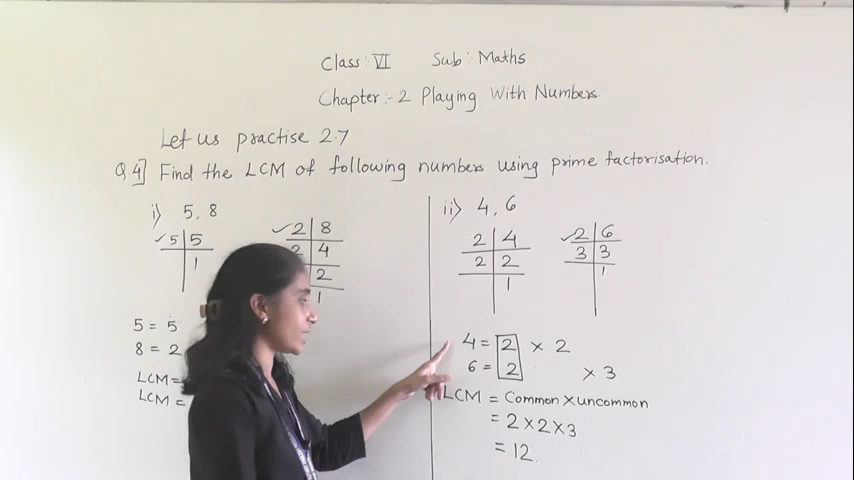 Class:- VI Sub:- Maths
Chapter:- 2 Playing With Numbers.
Let us practise 2.7
Q.4] Find the LCM of following numbers using prime factorisation.
i) 5, 8
✓5 | 5
1
✓2 | 8
2 | 4
2
1
5 = 5
8 = 2
LCM =
LCM =
ii) 4, 6
2 | 4
2 | 2
1
✓2 | 6
3 | 3
1
4 = 2 × 2
6 = 2 × 3
LCM = Common × uncommon
= 2 × 2 × 3
= 12.